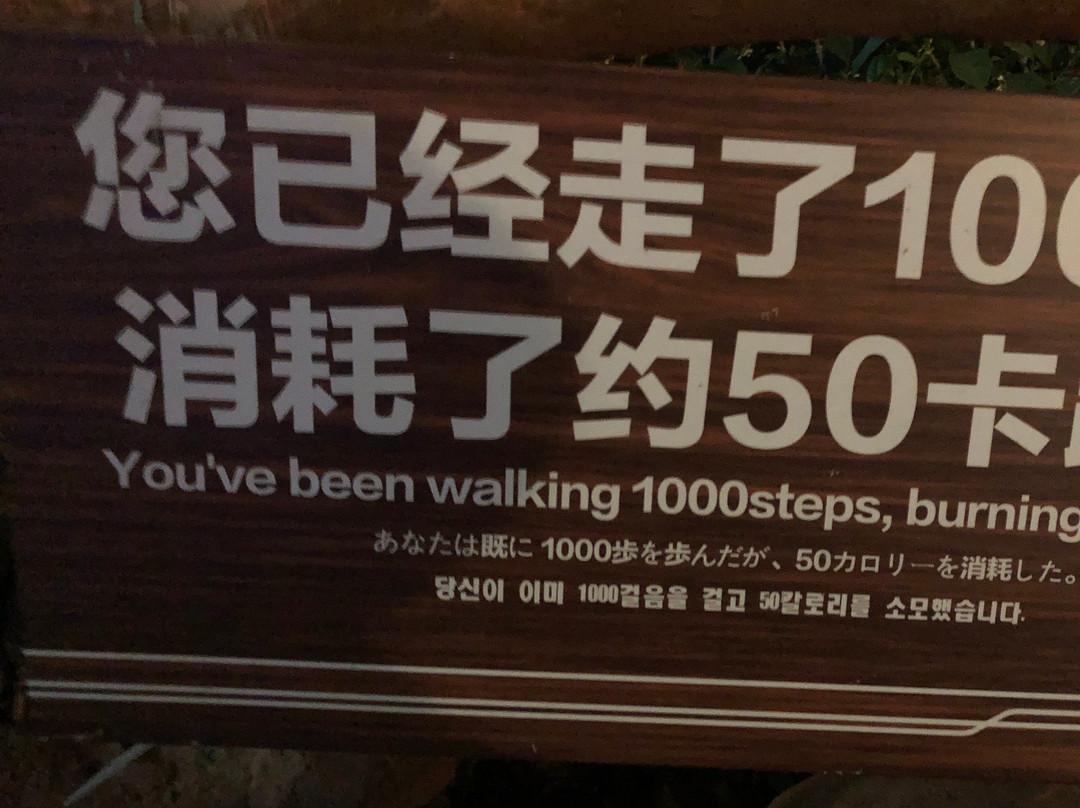 您已经走了100
消耗了约50卡
You've been walking 1000steps, burning
あなたは既に 1000歩を歩んだが、50カロリーを消耗した。
당신이 이미 1000걸음을 걸고 50칼로리를 소모했습니다.